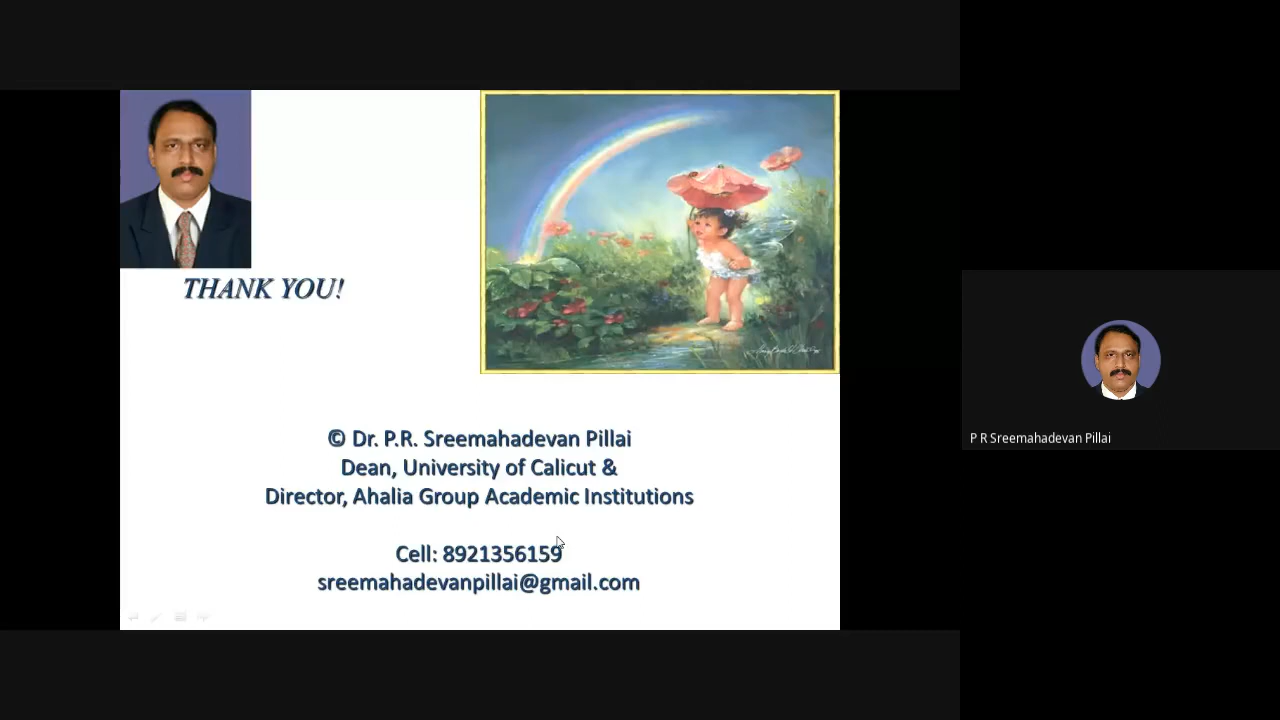 THANK YOU!
© Dr. P.R. Sreemahadevan Pillai
Dean, University of Calicut &
Director, Ahalia Group Academic Institutions
Cell: 8921356159
sreemahadevanpillai@gmail.com
P R Sreemahadevan Pillai